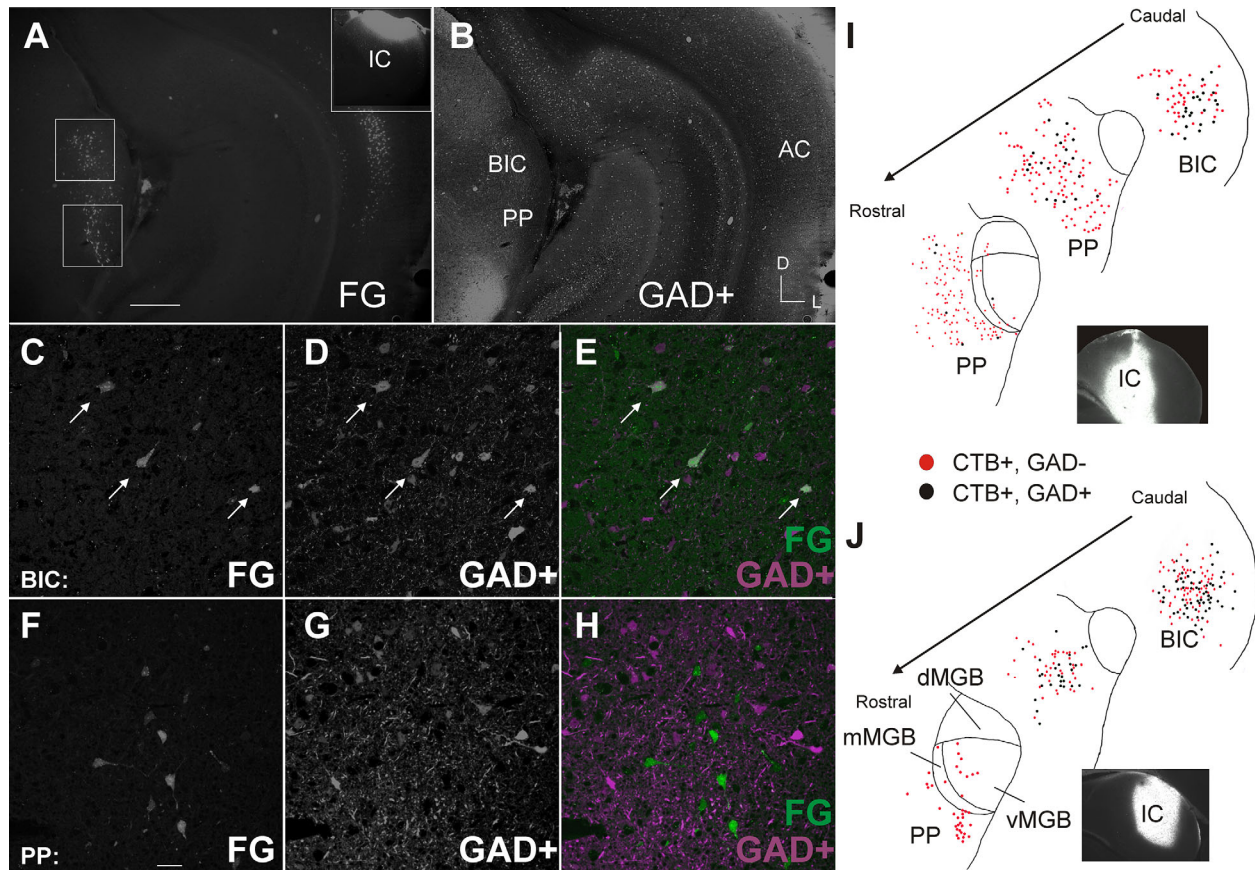 A
IC
FG
B
BIC
PP
AC
D
L
GAD+
C
BIC:
FG
D
GAD+
E
FG
GAD+
F
PP:
FG
G
GAD+
H
FG
GAD+
I
Caudal
BIC
PP
Rostral
PP
IC
CTB+, GAD-
CTB+, GAD+
J
Caudal
BIC
dMGB
Rostral
mMGB
vMGB
PP
IC